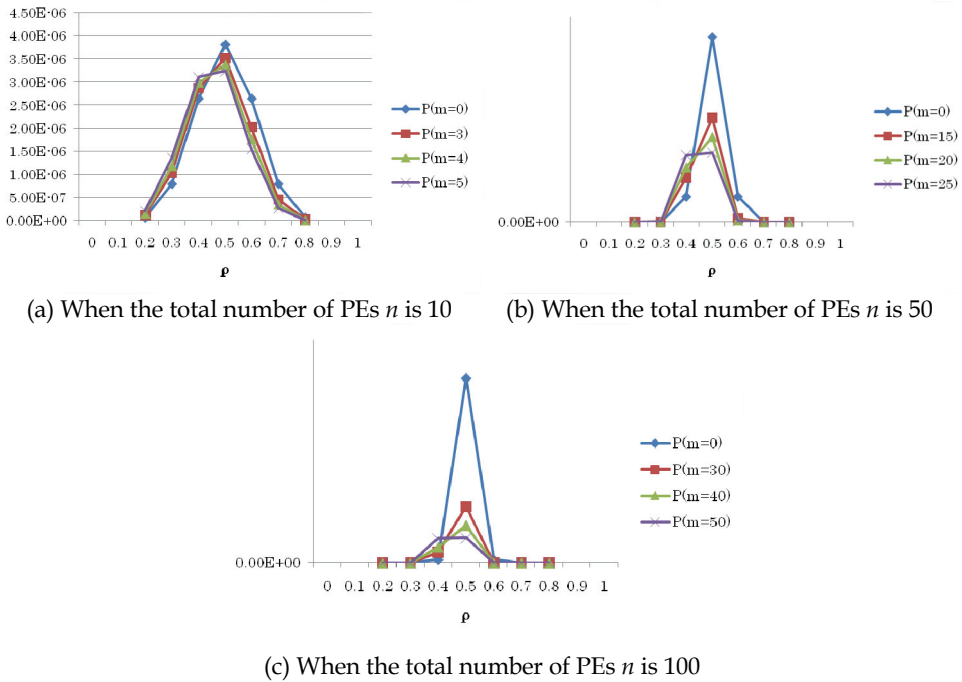 4.50E-06
4.00E-06
3.50E-06
3.00E-06
2.50E-06
2.00E-06
1.50E-06
1.00E-06
5.00E-07
0.00E+00
0 0.1 0.2 0.3 0.4 0.5 0.6 0.7 0.8 0.9 1
ρ
P(m=0)
P(m=3)
P(m=4)
P(m=5)
(a) When the total number of PEs n is 10
0.00E+00
0 0.1 0.2 0.3 0.4 0.5 0.6 0.7 0.8 0.9 1
ρ
P(m=0)
P(m=15)
P(m=20)
P(m=25)
(b) When the total number of PEs n is 50
0.00E+00
0 0.1 0.2 0.3 0.4 0.5 0.6 0.7 0.8 0.9 1
ρ
P(m=0)
P(m=30)
P(m=40)
P(m=50)
(c) When the total number of PEs n is 100